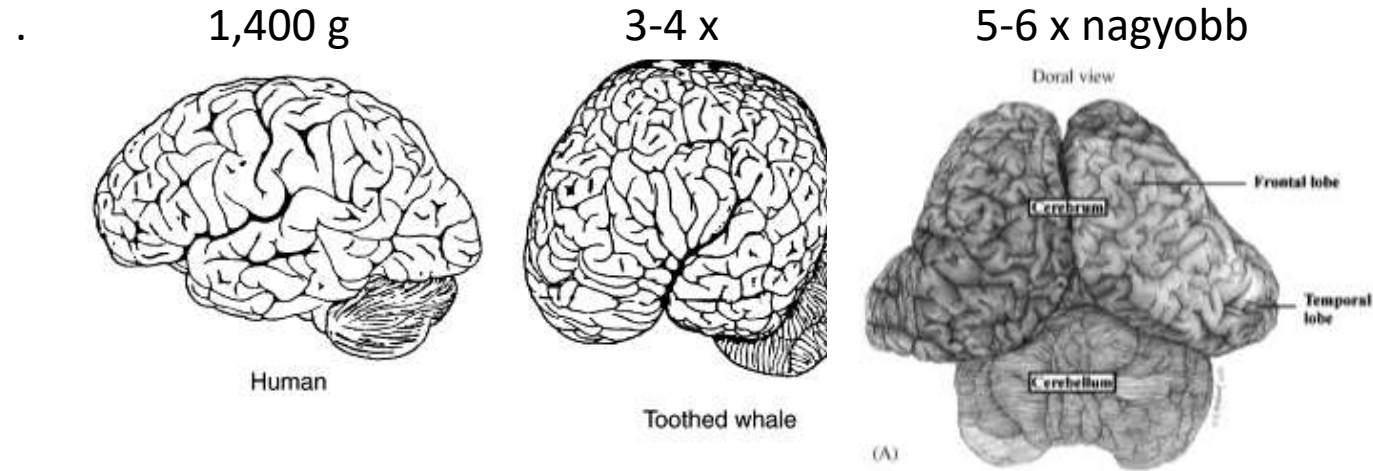 . 1,400 g 3-4 x 5-6 x nagyobb
Doral view
Frontal lobe
Cerebrum
Temporal
lobe
Cerebellum
Human
Toothed whale
(A)